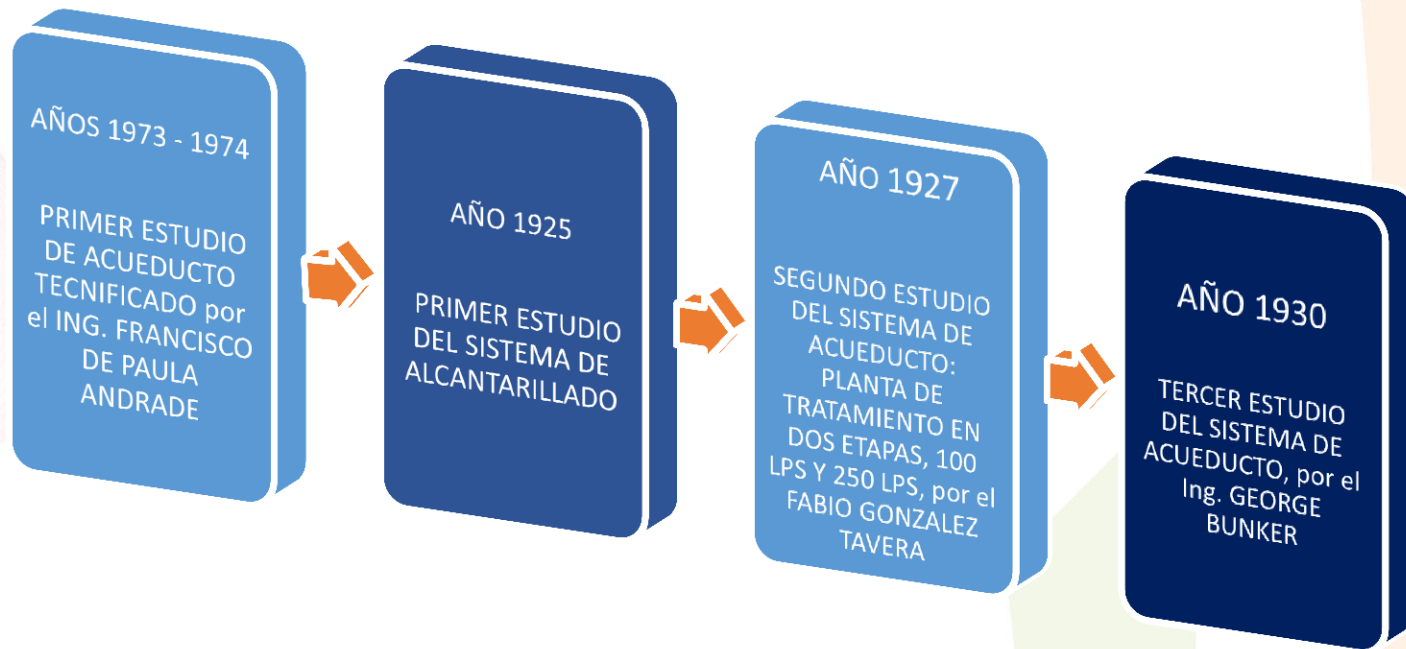 AÑOS 1973 - 1974
PRIMER ESTUDIO
DE ACUEDUCTO
TECNIFICADO por
el ING. FRANCISCO
DE PAULA
ANDRADE
AÑO 1925
PRIMER ESTUDIO
DEL SISTEMA DE
ALCANTARILLADO
AÑO 1927
SEGUNDO ESTUDIO
DEL SISTEMA DE
ACUEDUCTO:
PLANTA DE
TRATAMIENTO EN
DOS ETAPAS, 100
LPS Y 250 LPS, por el
FABIO GONZALEZ
TAVERA
AÑO 1930
TERCER ESTUDIO
DEL SISTEMA DE
ACUEDUCTO, por el
Ing. GEORGE
BUNKER